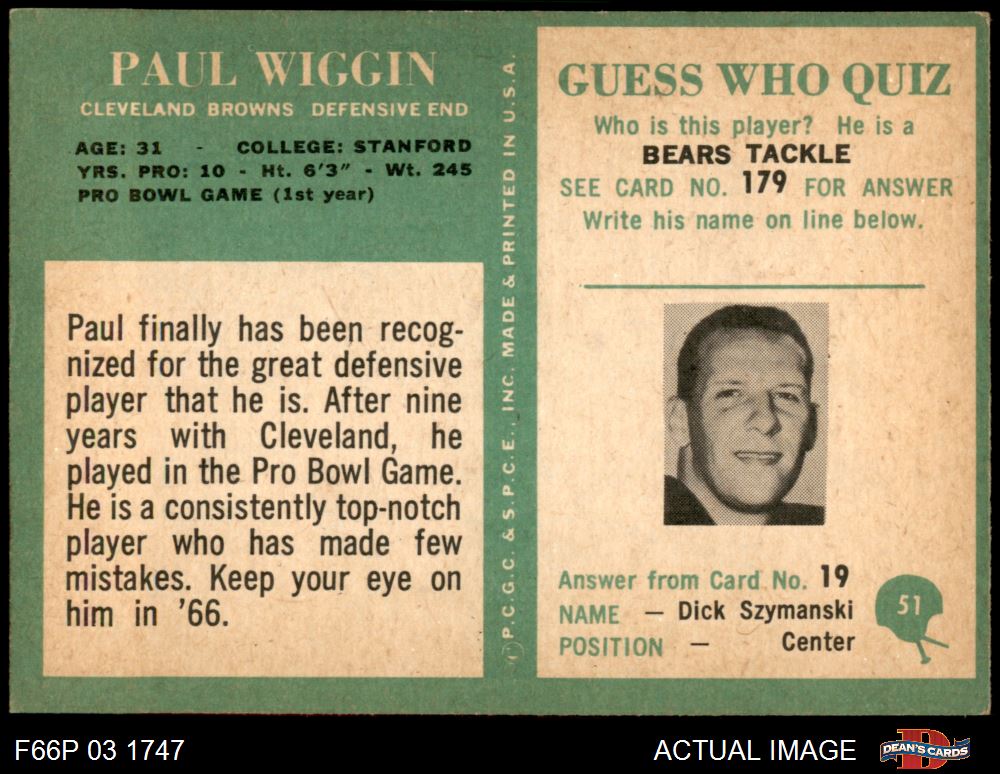 PAUL WIGGIN
CLEVELAND BROWNS DEFENSIVE END
AGE: 31 - COLLEGE: STANFORD
YRS. PRO: 10 - Ht. 6'3" - Wt. 245
PRO BOWL GAME (1st year)
Paul finally has been recog-
nized for the great defensive
player that he is. After nine
years with Cleveland, he
played in the Pro Bowl Game.
He is a consistently top-notch
player who has made few
mistakes. Keep your eye on
him in '66.
© P.C.G.C. & S.P.C.E., INC. MADE & PRINTED IN U.S.A.
GUESS WHO QUIZ
Who is this player? He is a
BEARS TACKLE
SEE CARD NO. 179 FOR ANSWER
Write his name on line below.
Answer from Card No. 19
NAME — Dick Szymanski
POSITION — Center
51
F66P 03 1747
ACTUAL IMAGE
DEAN'S CARDS